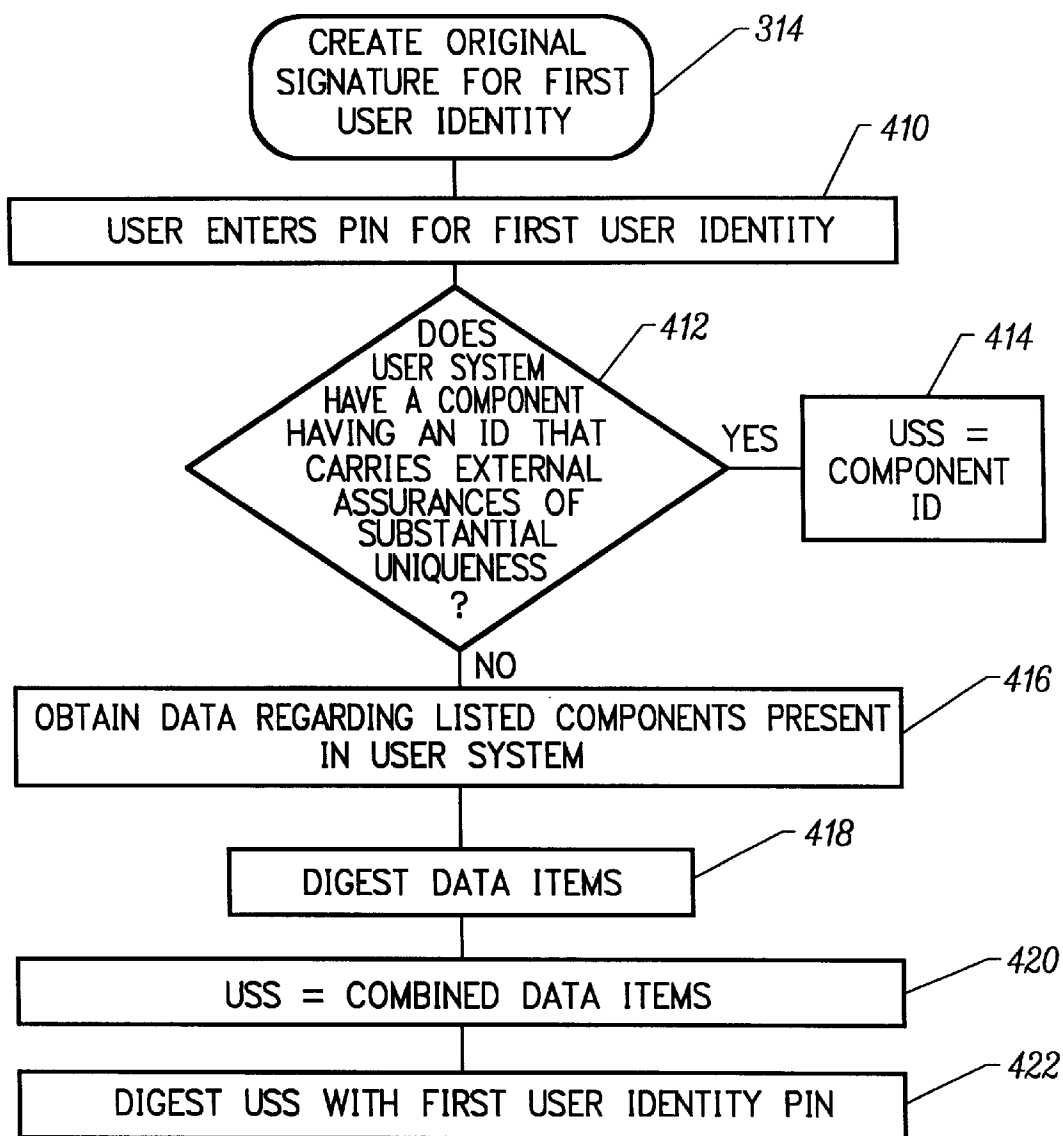 CREATE ORIGINAL
SIGNATURE FOR FIRST
USER IDENTITY
314
410
USER ENTERS PIN FOR FIRST USER IDENTITY
DOES
USER SYSTEM
HAVE A COMPONENT
HAVING AN ID THAT
CARRIES EXTERNAL
ASSURANCES OF
SUBSTANTIAL
UNIQUENESS
?
412
YES
414
USS =
COMPONENT
ID
NO
416
OBTAIN DATA REGARDING LISTED COMPONENTS PRESENT
IN USER SYSTEM
418
DIGEST DATA ITEMS
420
USS = COMBINED DATA ITEMS
422
DIGEST USS WITH FIRST USER IDENTITY PIN